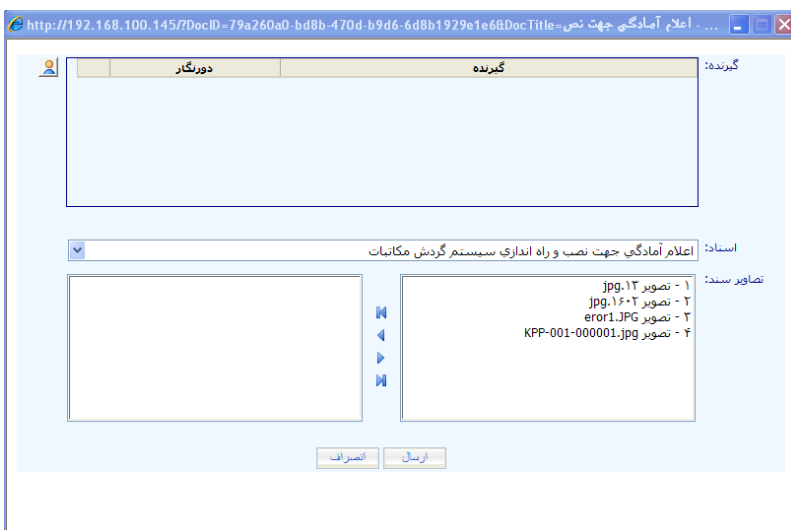 http://192.168.100.145/?DocID=79a260a0-bd8b-470d-b9d6-6d8b1929e1e6&DocTitle=اعلام آمادگي جهت نص - ...
گیرنده:
گیرنده دورنگار
اسناد:
اعلام آمادگي جهت نصب و راه اندازي سيستم گردش مكاتبات
تصاویر سند:
۱ - تصویر ۱۳.jpg
۲ - تصویر ۱۶۰۲.jpg
۳ - تصویر eror1.JPG
۴ - تصویر KPP-001-000001.jpg
ارسال انصراف